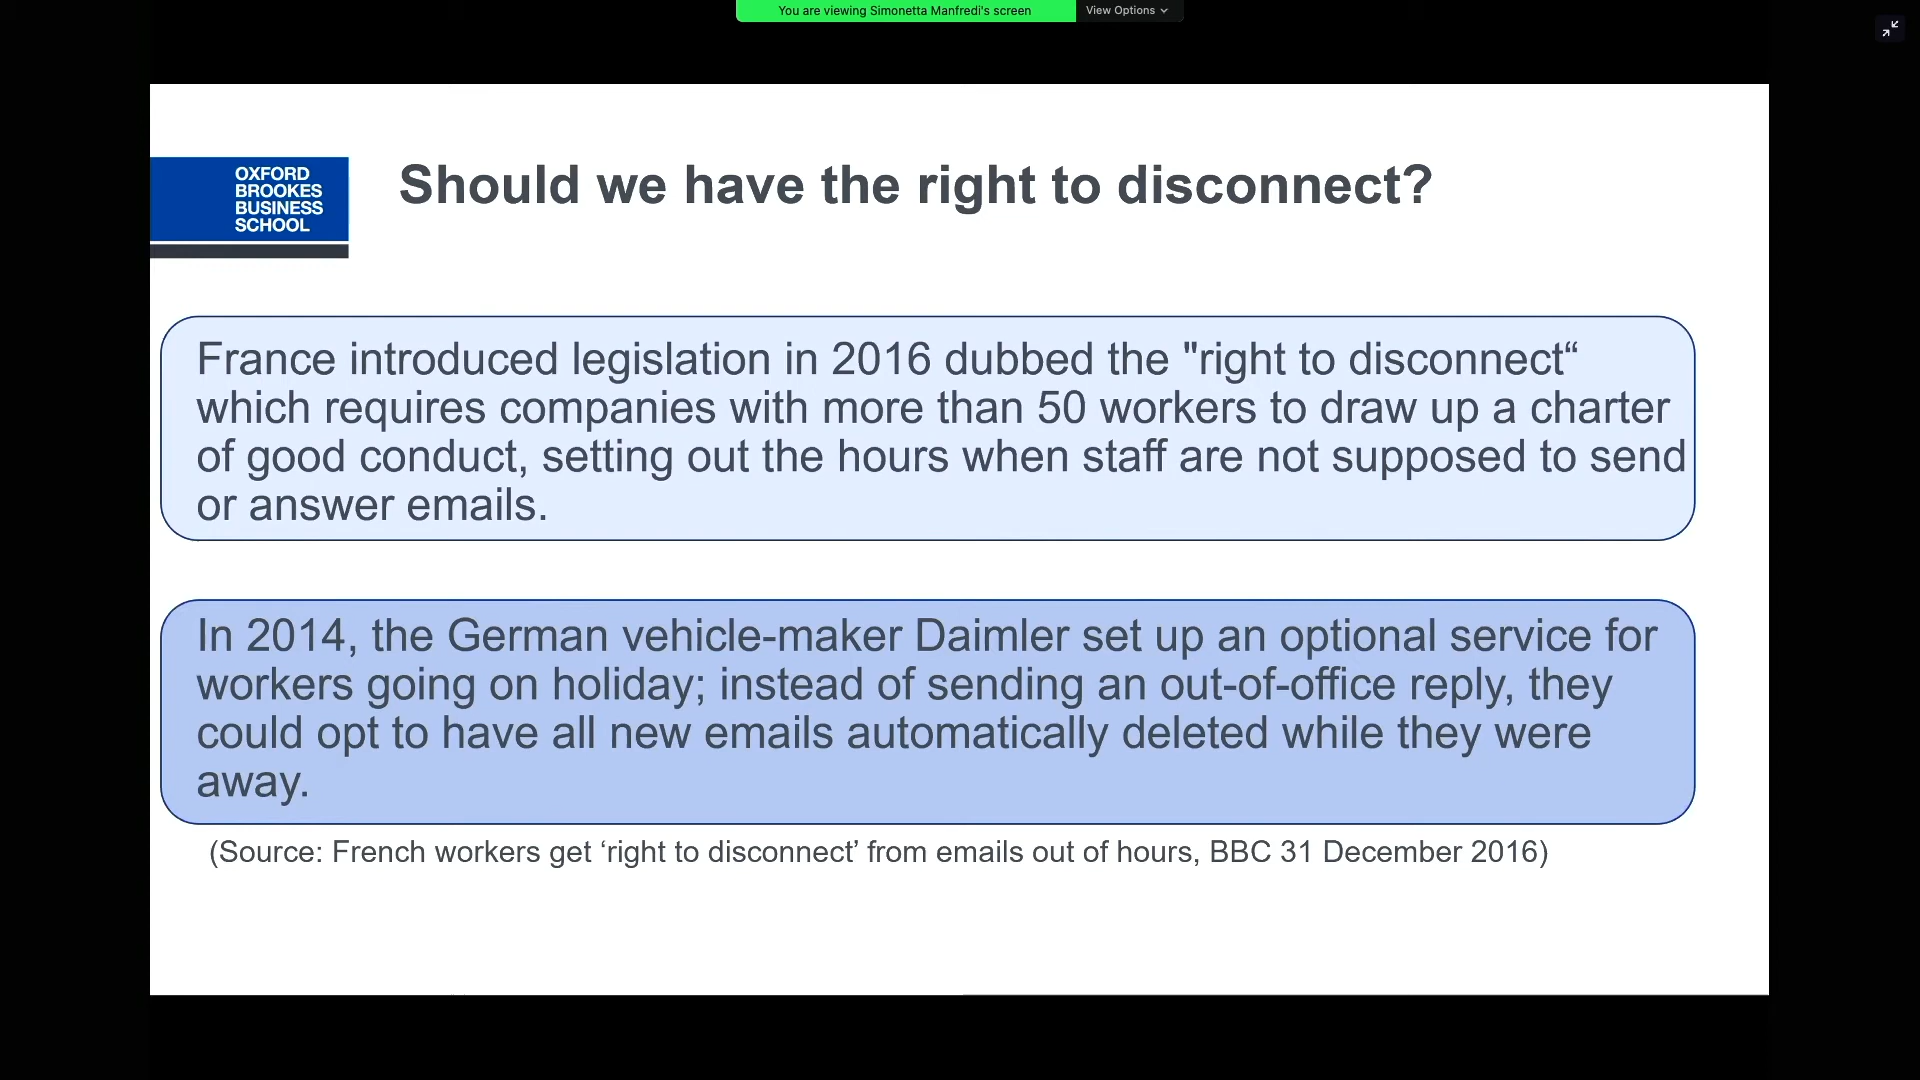 You are viewing Simonetta Manfredi's screen
View Options
OXFORD
BROOKES
BUSINESS
SCHOOL
Should we have the right to disconnect?
France introduced legislation in 2016 dubbed the "right to disconnect“
which requires companies with more than 50 workers to draw up a charter
of good conduct, setting out the hours when staff are not supposed to send
or answer emails.
In 2014, the German vehicle-maker Daimler set up an optional service for
workers going on holiday; instead of sending an out-of-office reply, they
could opt to have all new emails automatically deleted while they were
away.
(Source: French workers get ‘right to disconnect’ from emails out of hours, BBC 31 December 2016)